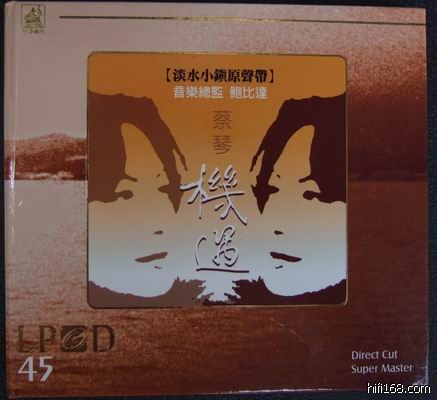 【淡水小鎮原聲帶】
音樂總監 鮑比達
蔡琴
機遇
LPCD
45
Direct Cut
Super Master
hifi168.com